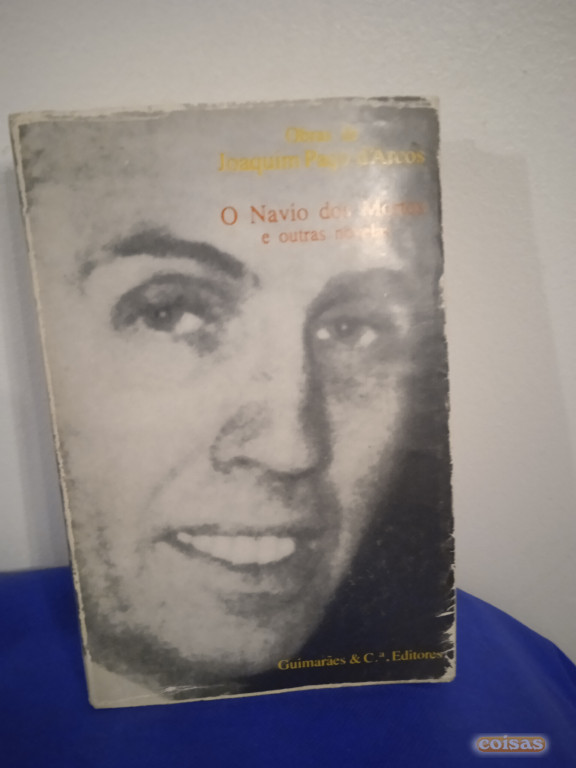 Obras de
Joaquim Paço d'Arcos
O Navio dos Mortos
e outras novelas
Guimarães & C.ª, Editores
coisas